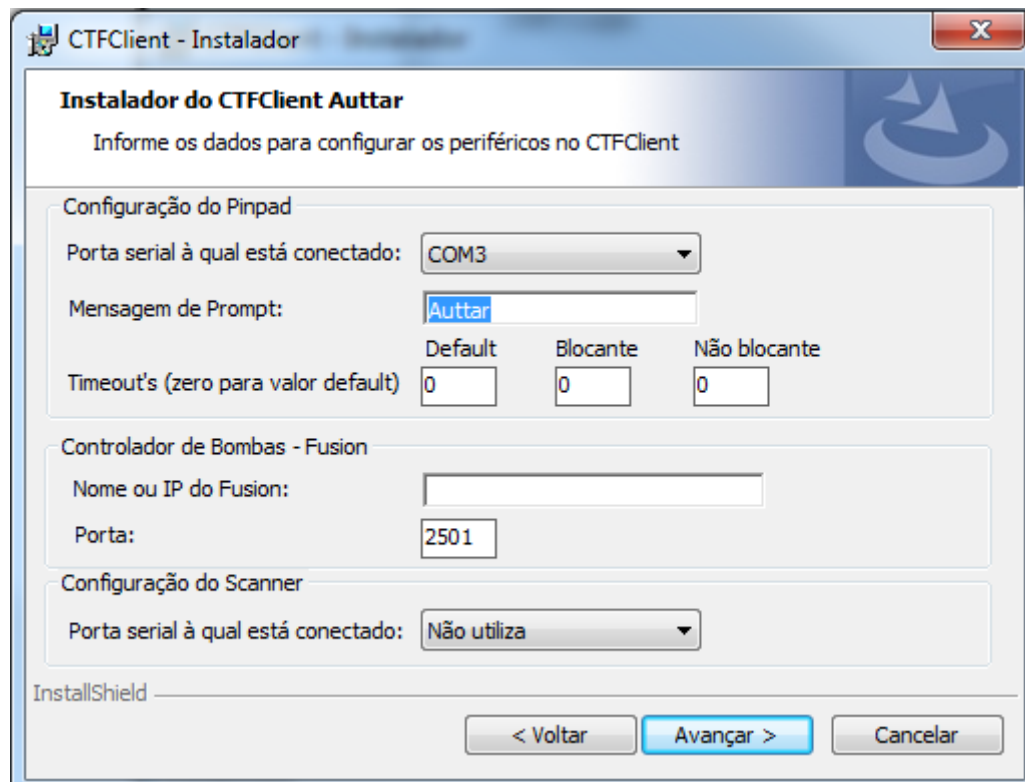 CTFClient - Instalador
Instalador do CTFClient Auttar
Informe os dados para configurar os periféricos no CTFClient
Configuração do Pinpad
Porta serial à qual está conectado: COM3
Mensagem de Prompt: Auttar
Default Blocante Não blocante
Timeout's (zero para valor default) 0 0 0
Controlador de Bombas - Fusion
Nome ou IP do Fusion:
Porta: 2501
Configuração do Scanner
Porta serial à qual está conectado: Não utiliza
InstallShield
< Voltar Avançar > Cancelar